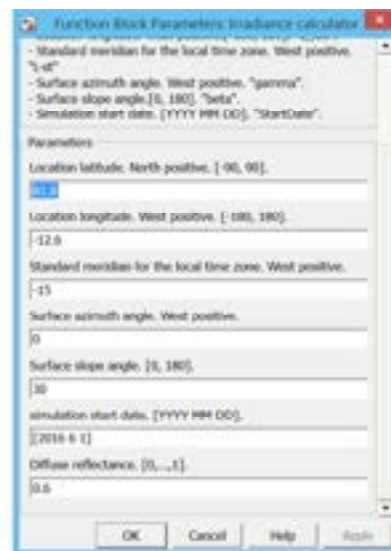 Function Block Parameters: Irradiance calculator
- Standard meridian for the local time zone. West positive.
- Surface azimuth angle. West positive. "gamma".
- Surface slope angle.[0, 180]. "beta".
- Simulation start date. [YYYY MM DD]. "StartDate".
Parameters
Location latitude. North positive. [-90, 90].
Location longitude. West positive. [-180, 180].
-12.6
Standard meridian for the local time zone. West positive.
-15
Surface azimuth angle. West positive.
0
Surface slope angle. [0, 180].
30
simulation start date. [YYYY MM DD].
[2016 6 1]
Diffuse reflectance. [0,..,1].
0.6
OK Cancel Help Apply